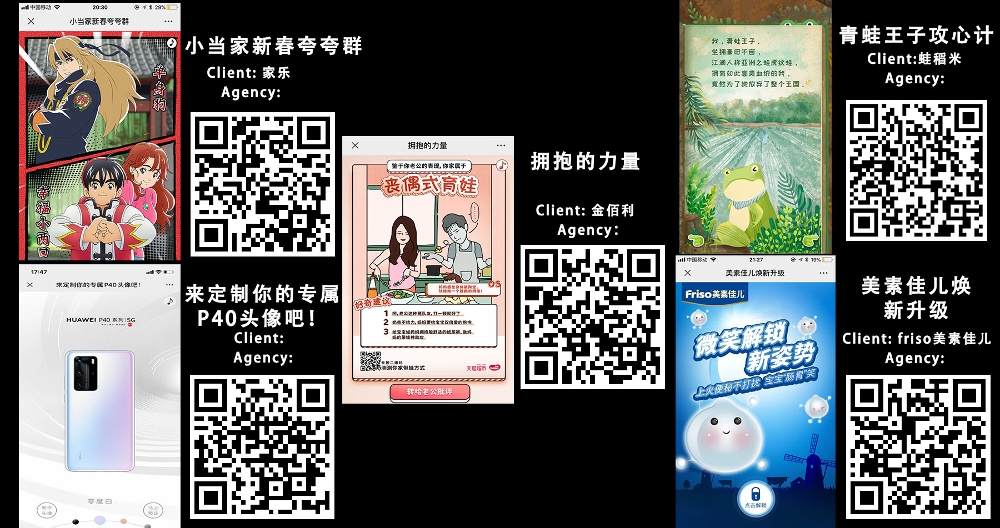 中国移动 20:30 29%
小当家新春夸夸群
单身狗
幸福小两口
小当家新春夸夸群
Client: 家乐
Agency:
17:47
来定制你的专属P40头像吧!
HUAWEI P40 系列|5G
零度白
制作
头像
马上
预定
来定制你的专属
P40头像吧!
Client:
Agency:
拥抱的力量
鉴于你老公的表现,你家属于
丧偶式育娃
OS
妈妈感觉身体被掏空,
快给她一个鼓励的拥抱!
好奇建议
1 呵,老公这种猪队友,打一顿就好了
2 奶爸不给力,妈妈要给宝宝双倍爱的抱抱
3 给宝宝如妈妈拥抱般舒适的纸尿裤,做妈
妈的带娃神助攻
长按二维码
测测你家带娃方式
天猫超市
转给老公批评
拥抱的力量
Client: 金佰利
Agency:
我，青蛙王子.
坐拥豪田千亩，
江湖人称亚洲之蛙虎纹蛙，
拥有如此高贵血统的我，
竟然为了她放弃了整个王国.
青蛙王子攻心计
Client:蛙稻米
Agency:
中国移动 21:27 19%
美素佳儿焕新升级
Friso美素佳儿
微笑解锁
新姿势
上火便秘不打扰 宝宝“肠胃”笑
点击解锁
美素佳儿焕
新升级
Client: friso美素佳儿
Agency: